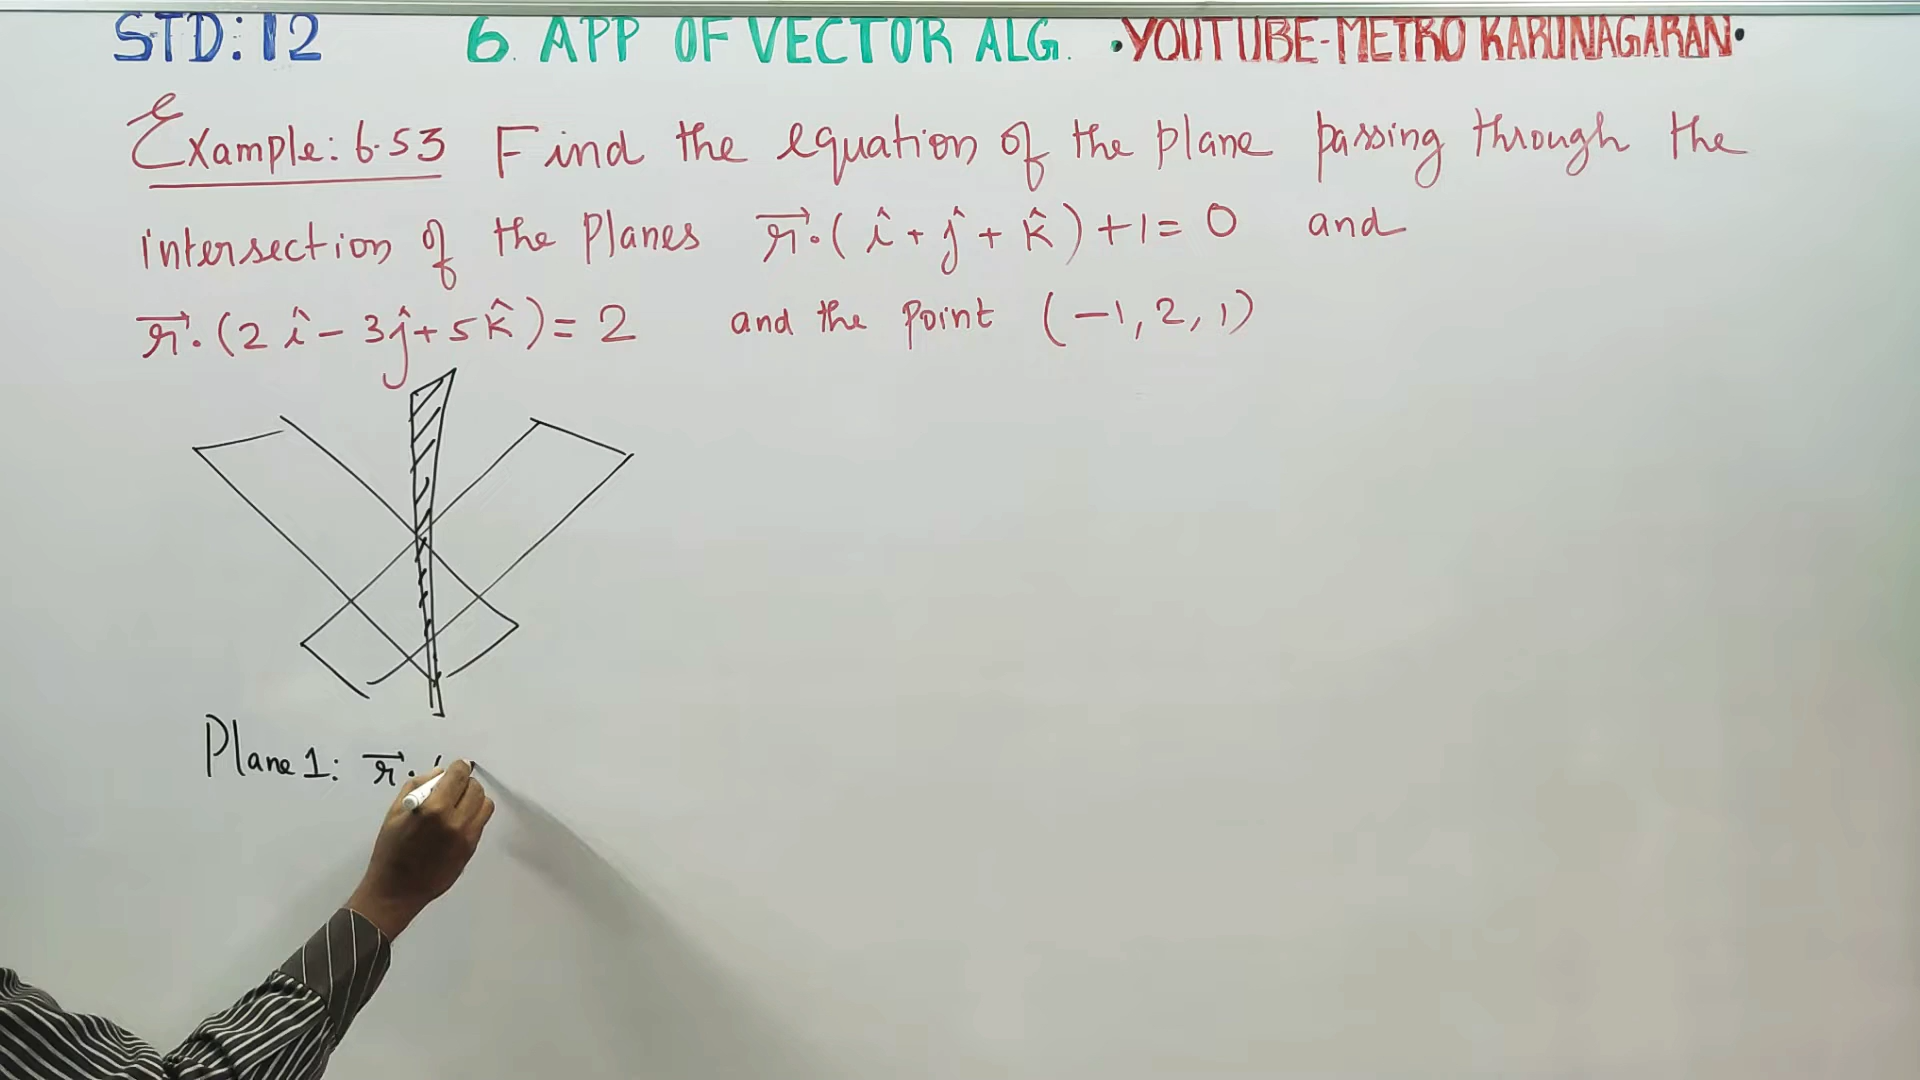 STD: 12 6. APP OF VECTOR ALG. •YOUTUBE-METRO KARUNAGARAN•
Example: 6.53 Find the equation of the plane passing through the
intersection of the planes r⃗·(î+ĵ+k̂)+1=0 and
r⃗·(2î-3ĵ+5k̂)=2 and the point (-1,2,1)
Plane 1: r⃗·(